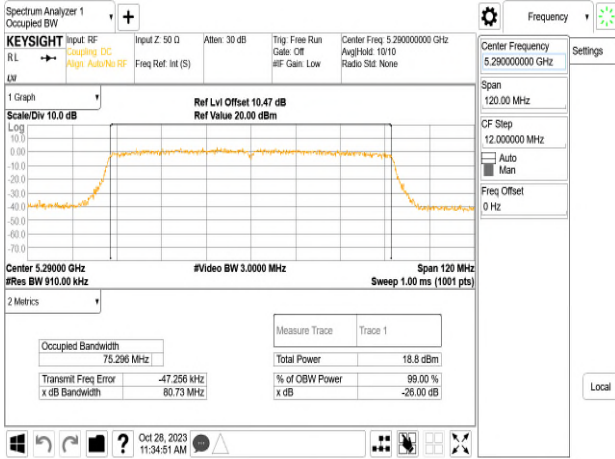 Spectrum Analyzer 1
Occupied BW
+
Frequency
KEYSIGHT
Input: RF
Input Z: 50 Ω
Atten: 30 dB
Trig: Free Run
Center Freq: 5.290000000 GHz
Coupling: DC
Gate: Off
Avg|Hold: 10/10
RL
Align: Auto/No RF
Freq Ref: Int (S)
#IF Gain: Low
Radio Std: None
LXI
Center Frequency
5.290000000 GHz
Settings
Span
120.00 MHz
CF Step
12.000000 MHz
Auto
Man
Freq Offset
0 Hz
Local
1 Graph
Ref Lvl Offset 10.47 dB
Scale/Div 10.0 dB
Ref Value 20.00 dBm
Log
10.0
0.00
-10.0
-20.0
-30.0
-40.0
-50.0
-60.0
-70.0
Center 5.29000 GHz
#Video BW 3.0000 MHz
Span 120 MHz
#Res BW 910.00 kHz
Sweep 1.00 ms (1001 pts)
2 Metrics
Measure Trace
Trace 1
Occupied Bandwidth
75.296 MHz
Total Power
18.8 dBm
Transmit Freq Error
-47.256 kHz
% of OBW Power
99.00 %
x dB Bandwidth
80.73 MHz
x dB
-26.00 dB
?
Oct 28, 2023
11:34:51 AM